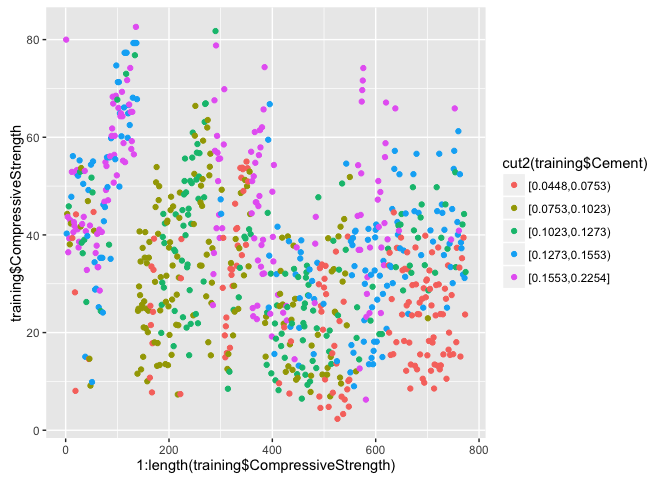 80
60
40
20
0
training$CompressiveStrength
0 200 400 600 800
1:length(training$CompressiveStrength)
cut2(training$Cement)
[0.0448,0.0753)
[0.0753,0.1023)
[0.1023,0.1273)
[0.1273,0.1553)
[0.1553,0.2254]